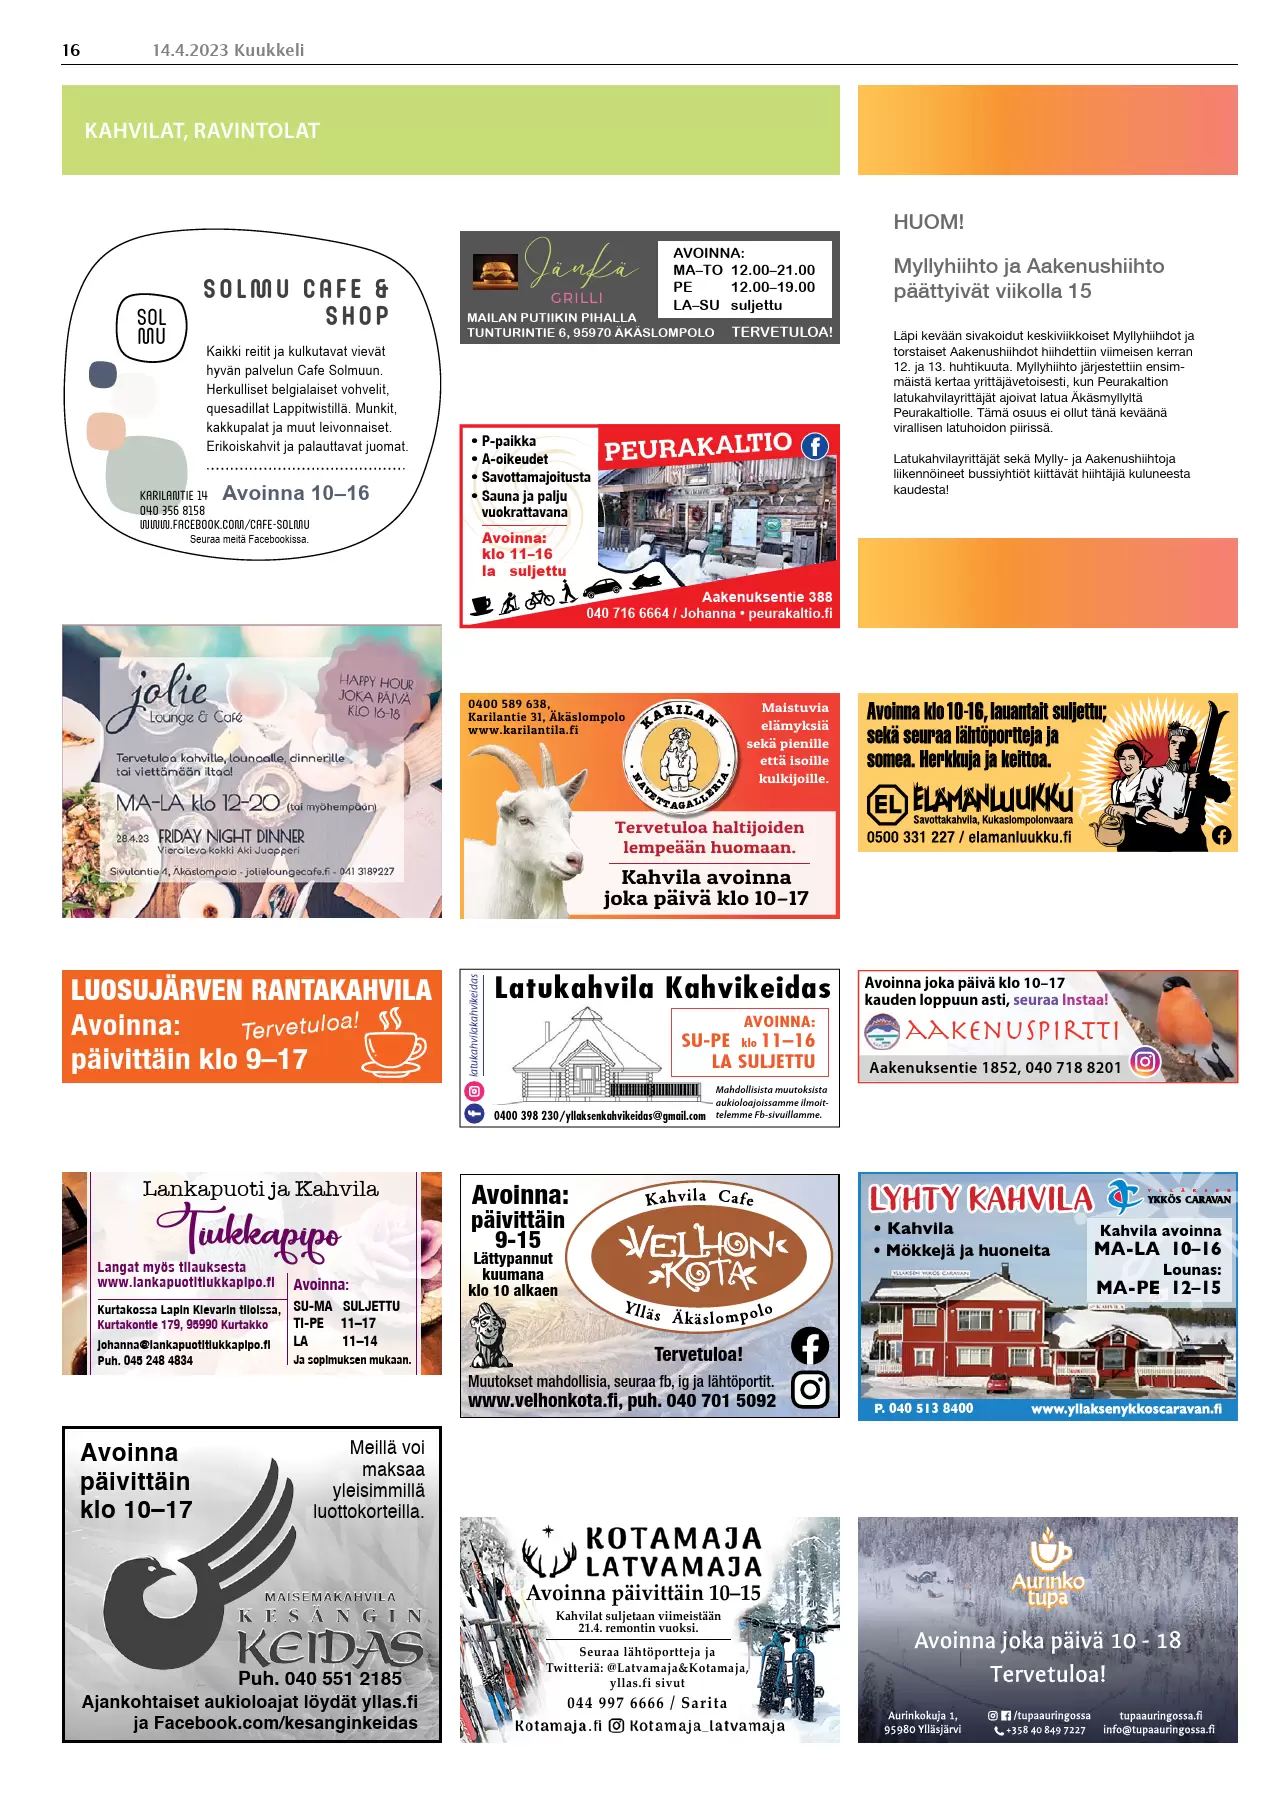 16 14.4.2023 Kuukkeli
KAHVILAT, RAVINTOLAT
SOLMU CAFE &
SHOP
SOL
MU
Kaikki reitit ja kulkutavat vievät
hyvän palvelun Cafe Solmuun.
Herkulliset belgialaiset vohvelit,
quesadillat Lappitwistillä. Munkit,
kakkupalat ja muut leivonnaiset.
Erikoiskahvit ja palauttavat juomat.
KARILANTIE 14 Avoinna 10–16
040 356 8158
WWW.FACEBOOK.COM/CAFE-SOLMU
Seuraa meitä Facebookissa.
jolie
Lounge & Café
HAPPY HOUR
JOKA PÄIVÄ
KLO 16-18
Tervetuloa kahville, lounaalle, dinnerille
tai viettämään iltaa!
MA-LA klo 12-20 (tai myöhempään)
28.4.23 FRIDAY NIGHT DINNER
Vieraileva kokki Aki Juopperi
Sivulantie 4, Äkäslompolo - jolieloungecafe.fi - 041 3189227
LUOSUJÄRVEN RANTAKAHVILA
Avoinna: Tervetuloa!
päivittäin klo 9–17
Lankapuoti ja Kahvila
Tiukkapipo
Langat myös tilauksesta
www.lankapuotitiukkapipo.fi
Kurtakossa Lapin Kievarin tiloissa,
Kurtakontie 179, 95990 Kurtakko
johanna@lankapuotitiukkapipo.fi
Puh. 045 248 4834
Avoinna:
SU-MA SULJETTU
TI-PE 11–17
LA 11–14
Ja sopimuksen mukaan.
Avoinna
päivittäin
klo 10–17
Meillä voi
maksaa
yleisimmillä
luottokorteilla.
MAISEMAKAHVILA
KESÄNGIN
KEIDAS
Puh. 040 551 2185
Ajankohtaiset aukioloajat löydät yllas.fi
ja Facebook.com/kesanginkeidas
Jänkä
GRILLI
AVOINNA:
MA–TO 12.00–21.00
PE 12.00–19.00
LA–SU suljettu
MAILAN PUTIIKIN PIHALLA
TUNTURINTIE 6, 95970 ÄKÄSLOMPOLO TERVETULOA!
• P-paikka
• A-oikeudet
• Savottamajoitusta
• Sauna ja palju
vuokrattavana
Avoinna:
klo 11–16
la suljettu
PEURAKALTIO
Aakenuksentie 388
040 716 6664 / Johanna • peurakaltio.fi
0400 589 638,
Karilantie 31, Äkäslompolo
www.karilantila.fi
KARILAN
NAVETTAGALLERIA
Maistuvia
elämyksiä
sekä pienille
että isoille
kulkijoille.
Tervetuloa haltijoiden
lempeään huomaan.
Kahvila avoinna
joka päivä klo 10–17
latukahvilakahvikeidas
Latukahvila Kahvikeidas
AVOINNA:
SU-PE klo 11–16
LA SULJETTU
Mahdollisista muutoksista
aukioloajoissamme ilmoit-
telemme Fb-sivuillamme.
0400 398 230/yllaksenkahvikeidas@gmail.com
Avoinna:
päivittäin
9-15
Lättypannut
kuumana
klo 10 alkaen
Kahvila Cafe
VELHON
KOTA
Ylläs Äkäslompolo
Tervetuloa!
Muutokset mahdollisia, seuraa fb, ig ja lähtöportit.
www.velhonkota.fi, puh. 040 701 5092
KOTAMAJA
LATVAMAJA
Avoinna päivittäin 10–15
Kahvilat suljetaan viimeistään
21.4. remontin vuoksi.
Seuraa lähtöportteja ja
Twitteriä: @Latvamaja&Kotamaja,
yllas.fi sivut
044 997 6666 / Sarita
Kotamaja.fi Kotamaja_latvamaja
HUOM!
Myllyhiihto ja Aakenushiihto
päättyivät viikolla 15
Läpi kevään sivakoidut keskiviikkoiset Myllyhiihdot ja
torstaiset Aakenushiihdot hiihdettiin viimeisen kerran
12. ja 13. huhtikuuta. Myllyhiihto järjestettiin ensim-
mäistä kertaa yrittäjävetoisesti, kun Peurakaltion
latukahvilayrittäjät ajoivat latua Äkäsmyllyltä
Peurakaltiolle. Tämä osuus ei ollut tänä keväänä
virallisen latuhoidon piirissä.
Latukahvilayrittäjät sekä Mylly- ja Aakenushiihtoja
liikennöineet bussiyhtiöt kiittävät hiihtäjiä kuluneesta
kaudesta!
Avoinna klo 10-16, lauantait suljettu;
sekä seuraa lähtöportteja ja
somea. Herkkuja ja keittoa.
EL ELÄMÄNLUUKKU
Savottakahvila, Kukaslompolonvaara
0500 331 227 / elamanluukku.fi
Avoinna joka päivä klo 10–17
kauden loppuun asti, seuraa Instaa!
AAKENUSPIRTTI
Aakenuksentie 1852, 040 718 8201
LYHTY KAHVILA
YLLÄKSEN
YKKÖS CARAVAN
• Kahvila
• Mökkejä ja huoneita
Kahvila avoinna
MA-LA 10–16
Lounas:
MA-PE 12–15
YLLÄKSEN YKKÖS CARAVAN
KAHVILA
P. 040 513 8400 www.yllaksenykkoscaravan.fi
Aurinko
tupa
Avoinna joka päivä 10 - 18
Tervetuloa!
Aurinkokuja 1,
95980 Ylläsjärvi
/tupaauringossa
+358 40 849 7227
tupaauringossa.fi
info@tupaauringossa.fi